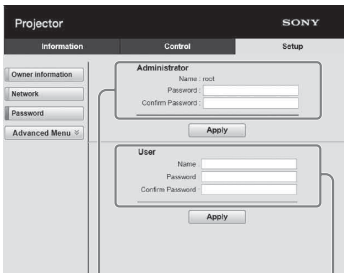 Projector
SONY
Information
Control
Setup
Owner information
Network
Password
Advanced Menu
Administrator
Name : root
Password :
Confirm Password :
Apply
User
Name
Password
Confirm Password
Apply